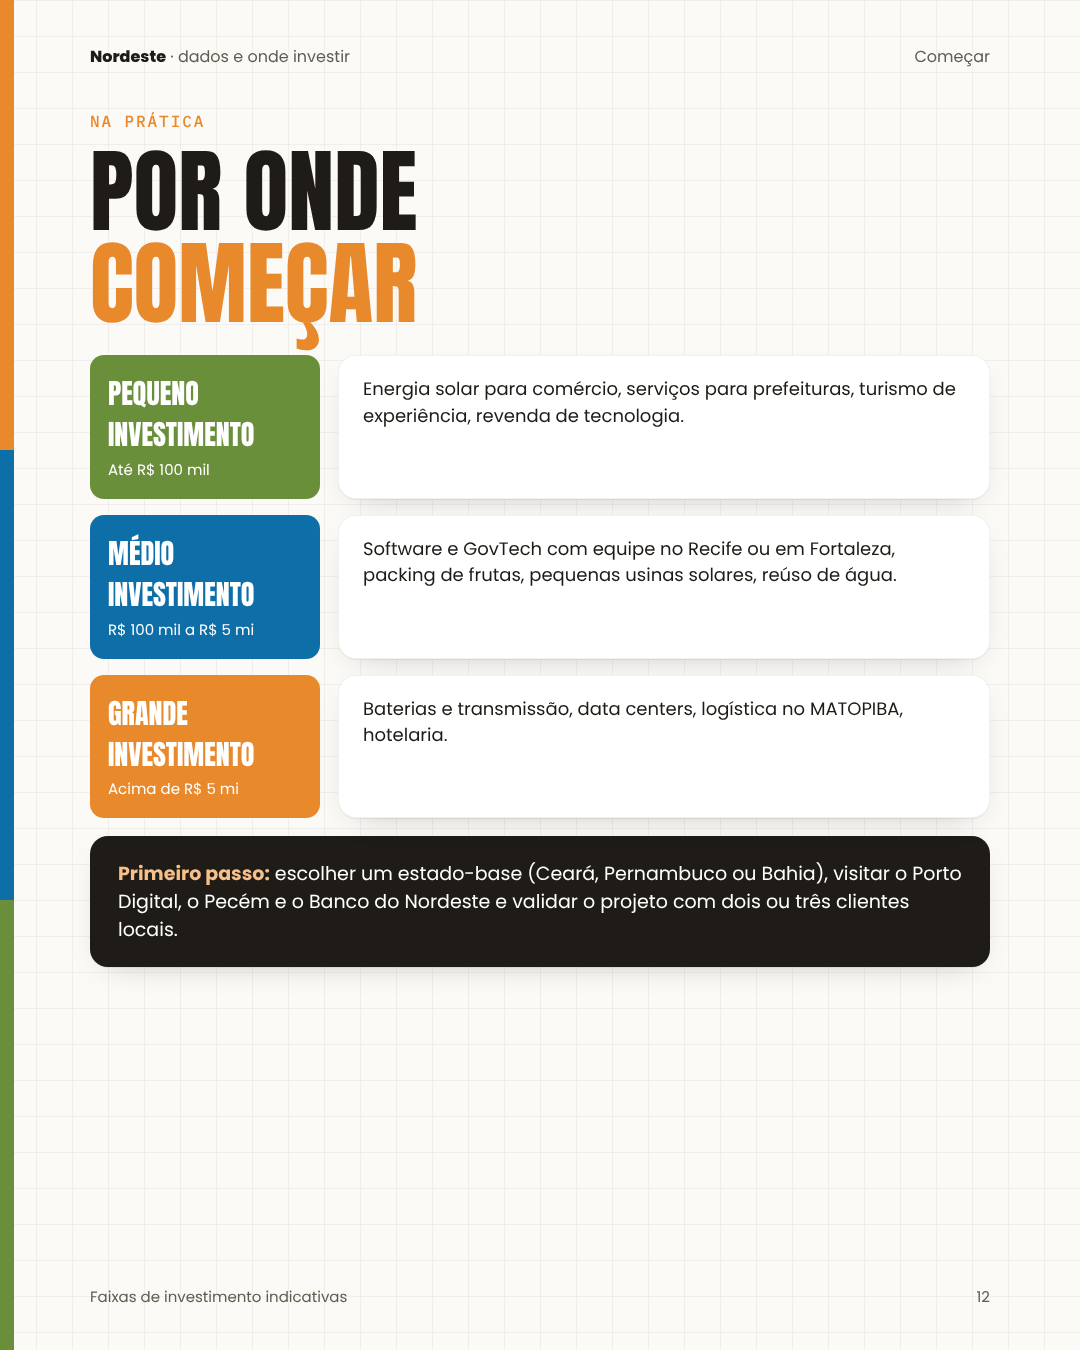 Nordeste · dados e onde investir
Começar
NA PRÁTICA
POR ONDE
COMEÇAR
PEQUENO
INVESTIMENTO
Até R$ 100 mil
Energia solar para comércio, serviços para prefeituras, turismo de
experiência, revenda de tecnologia.
MÉDIO
INVESTIMENTO
R$ 100 mil a R$ 5 mi
Software e GovTech com equipe no Recife ou em Fortaleza,
packing de frutas, pequenas usinas solares, reúso de água.
GRANDE
INVESTIMENTO
Acima de R$ 5 mi
Baterias e transmissão, data centers, logística no MATOPIBA,
hotelaria.
Primeiro passo: escolher um estado-base (Ceará, Pernambuco ou Bahia), visitar o Porto
Digital, o Pecém e o Banco do Nordeste e validar o projeto com dois ou três clientes
locais.
Faixas de investimento indicativas
12